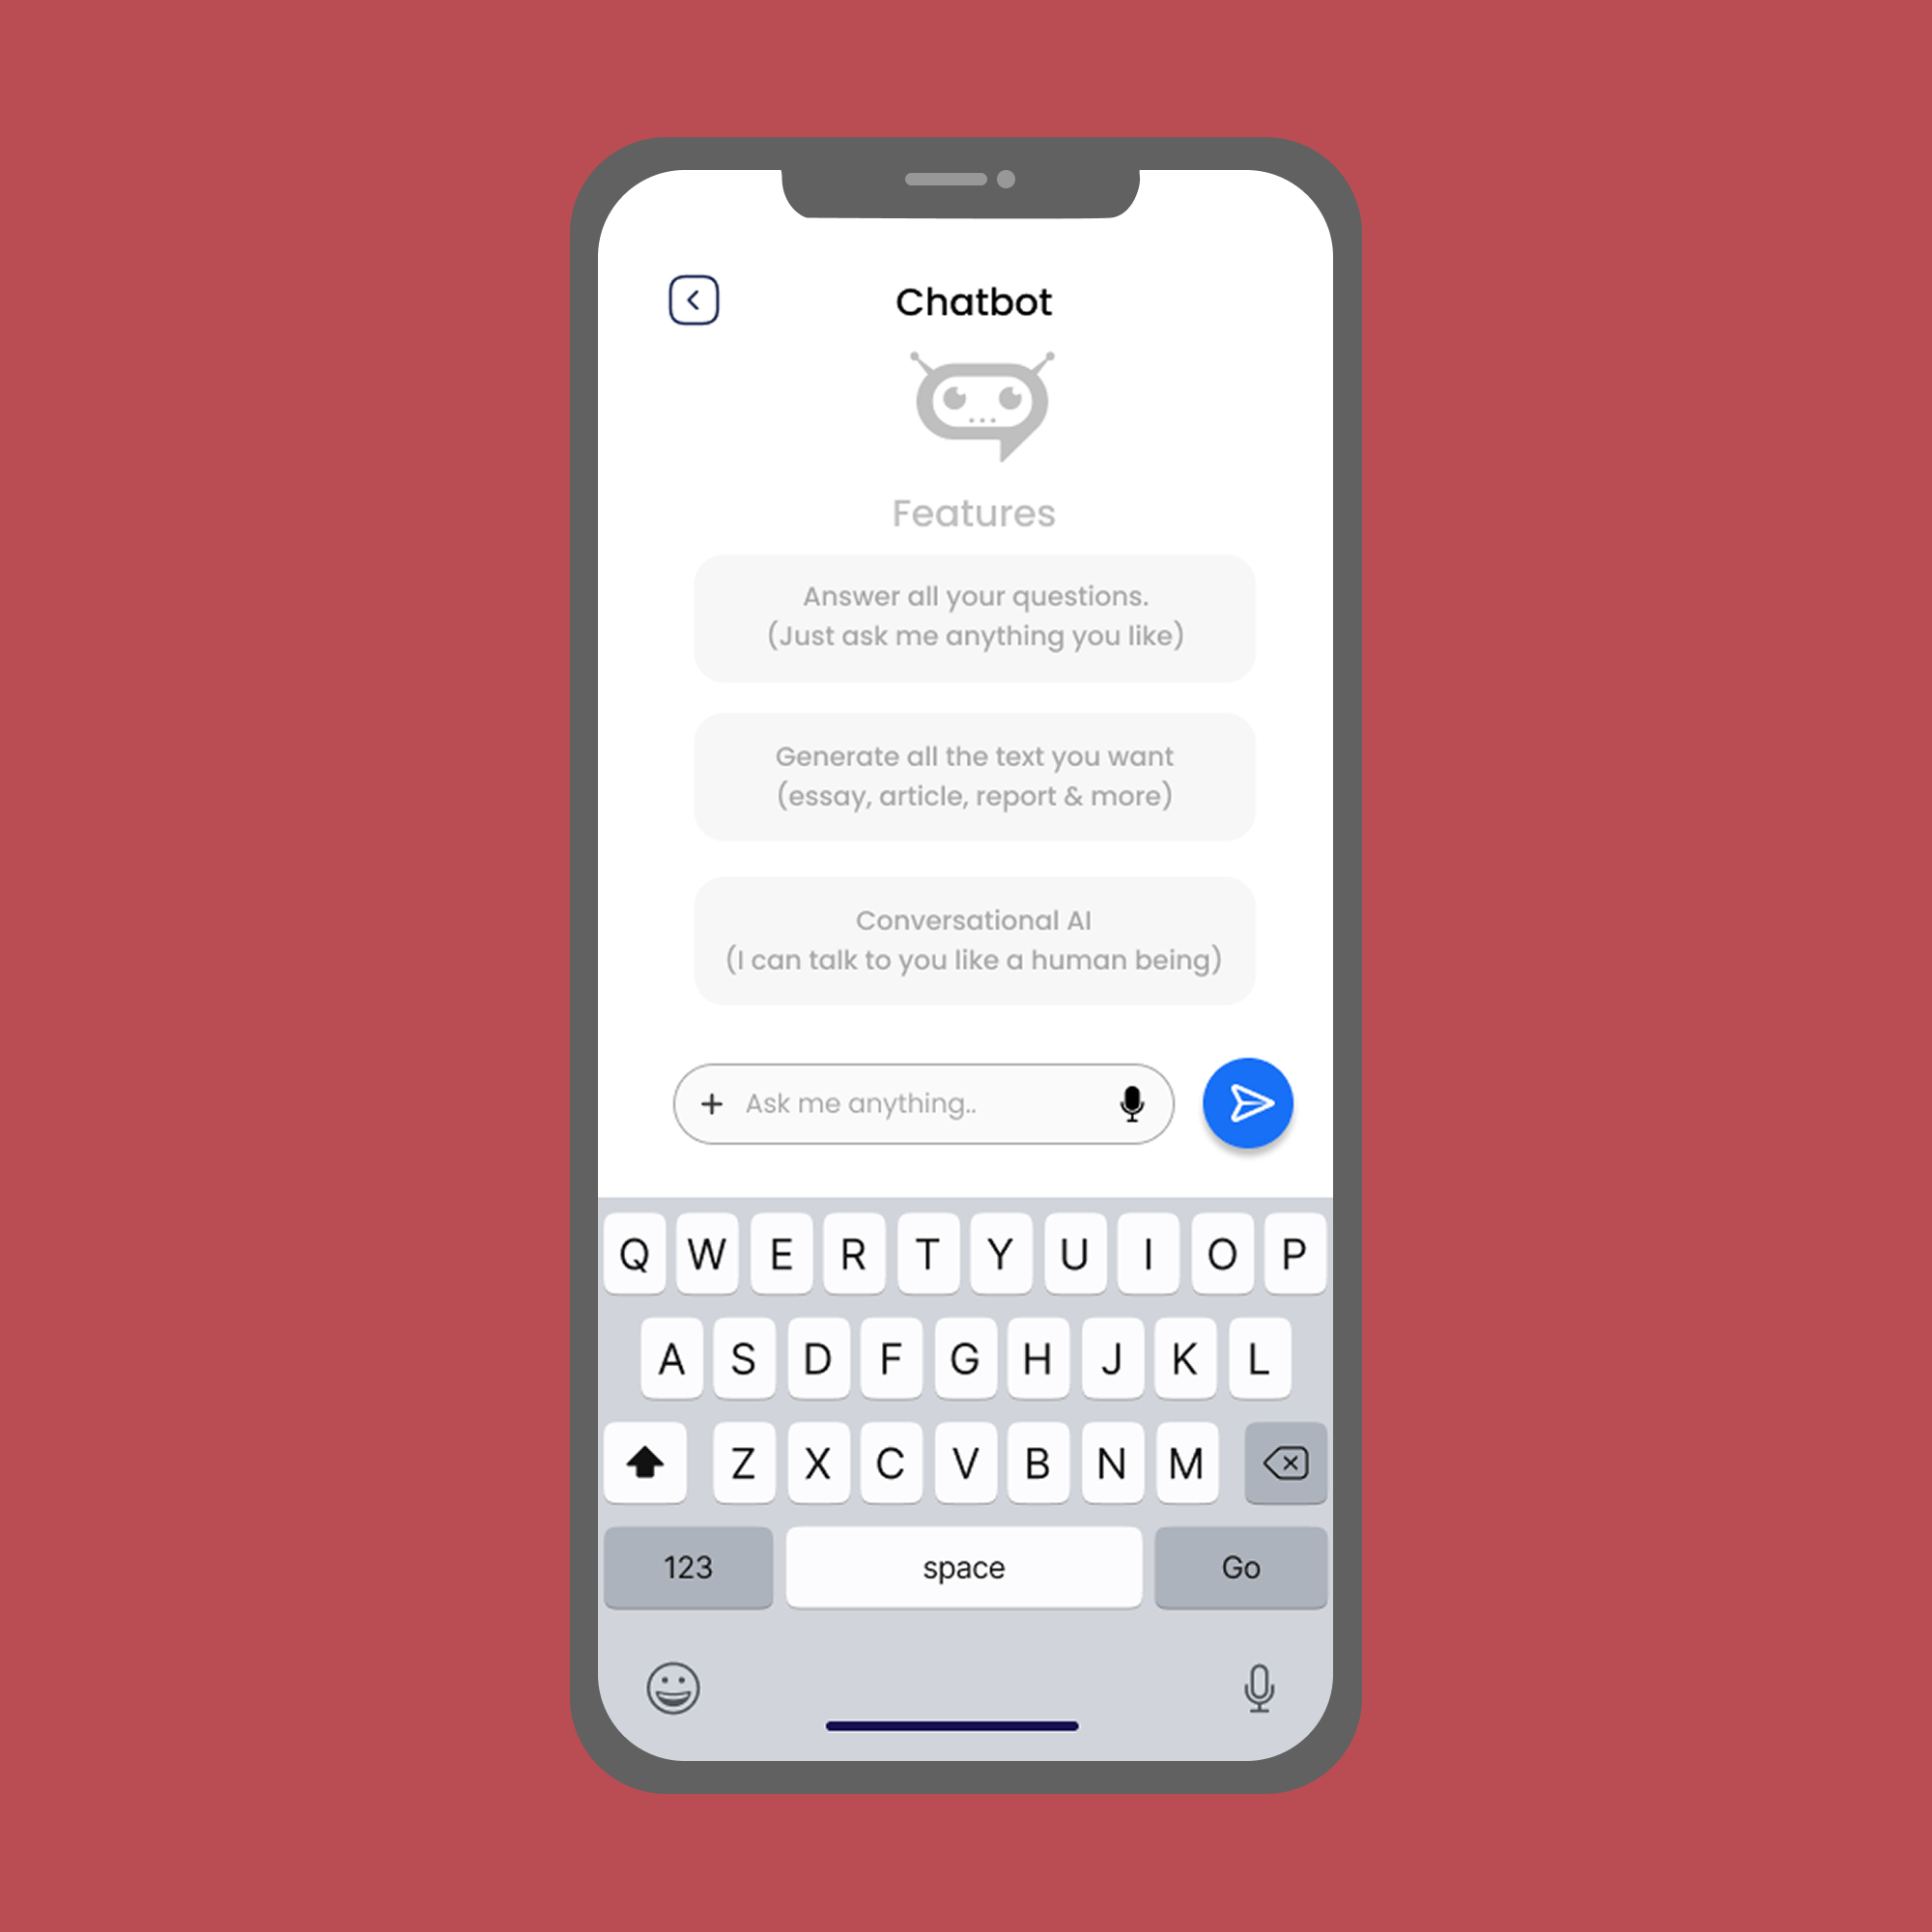 Chatbot
Features
Answer all your questions.
(Just ask me anything you like)
Generate all the text you want
(essay, article, report & more)
Conversational AI
(I can talk to you like a human being)
+ Ask me anything..
Q W E R T Y U I O P
A S D F G H J K L
Z X C V B N M
123 space Go